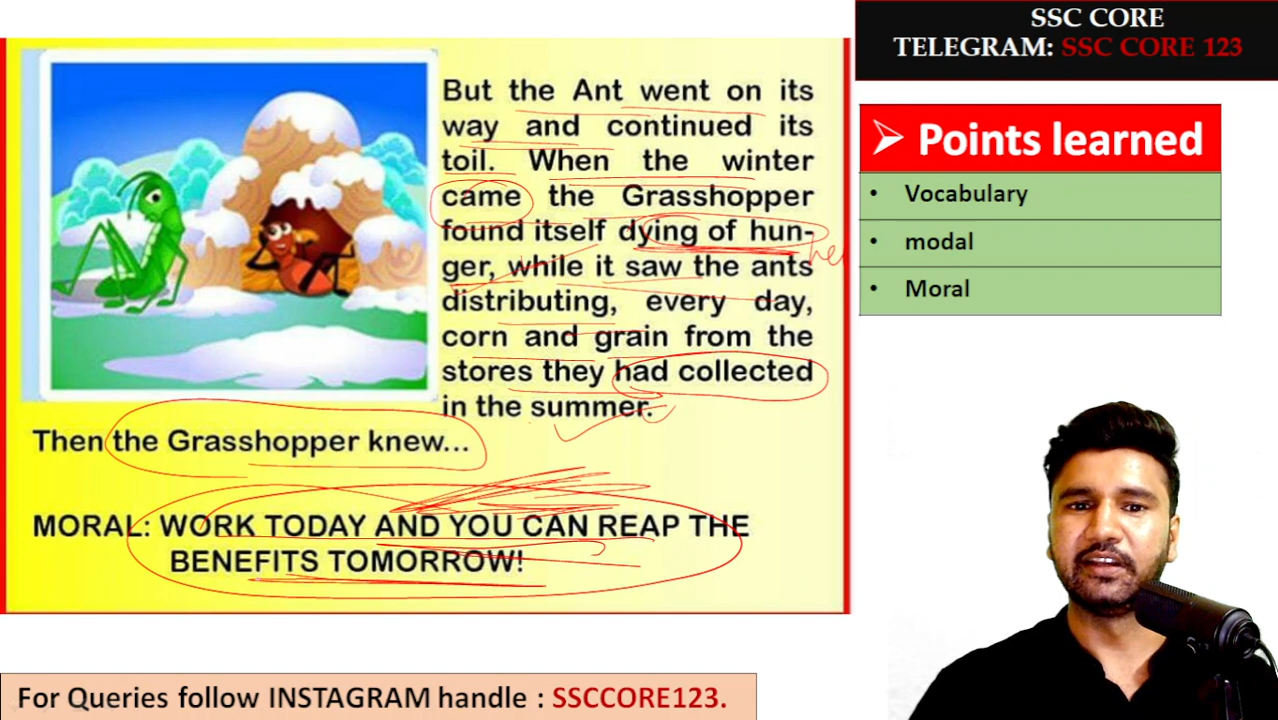 SSC CORE
TELEGRAM: SSC CORE 123
But the Ant went on its
way and continued its
toil. When the winter
came the Grasshopper
found itself dying of hun-
ger, while it saw the ants
distributing, every day,
corn and grain from the
stores they had collected
in the summer.
Then the Grasshopper knew...
MORAL: WORK TODAY AND YOU CAN REAP THE
BENEFITS TOMORROW!
Points learned
• Vocabulary
• modal
• Moral
For Queries follow INSTAGRAM handle : SSCCORE123.